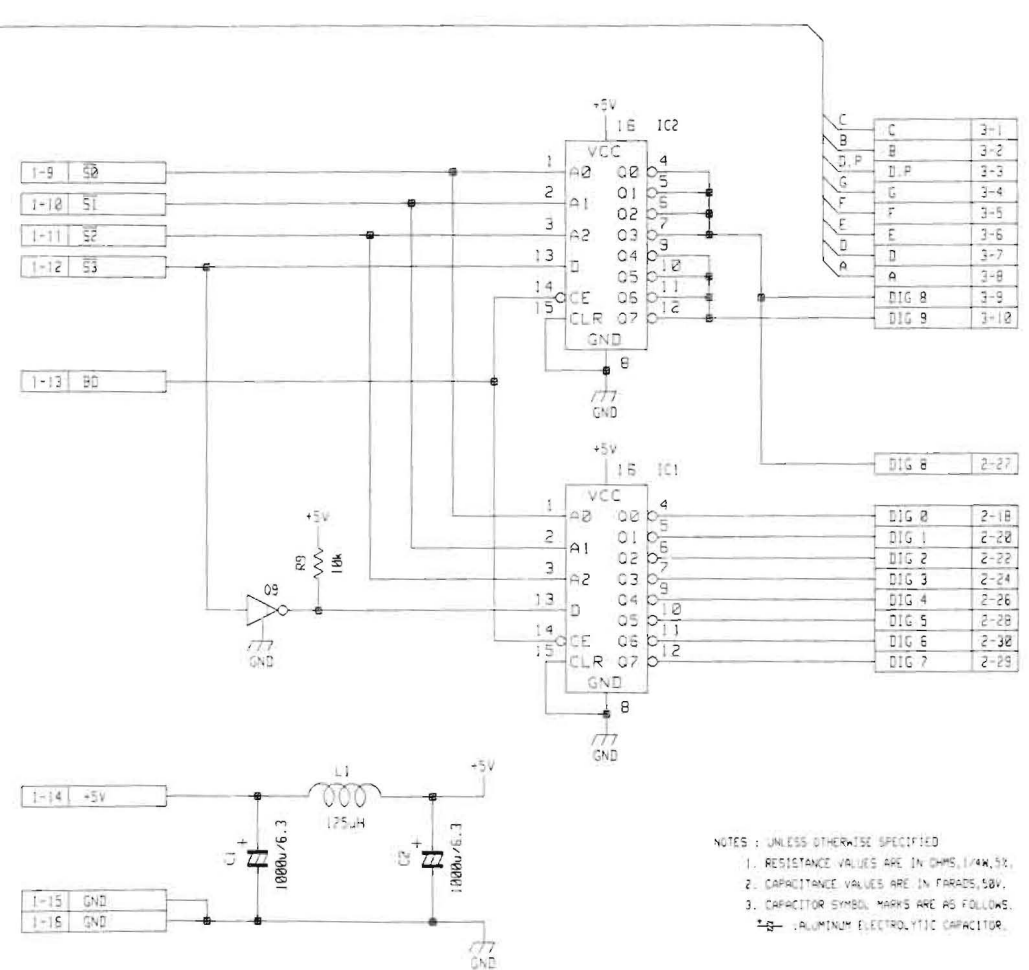 +5V
16 IC2
VCC
1 A0 Q0 4
2 A1 Q1 5
Q2 6
3 A2 Q3 7
Q4 9
13 D Q5 10
14 CE Q6 11
15 CLR Q7 12
GND
8
GND
1-9 S̅0̅
1-10 S̅1̅
1-11 S̅2̅
1-12 S̅3̅
1-13 BD
C
B
D.P
G
F
E
D
A
C 3-1
B 3-2
D.P 3-3
G 3-4
F 3-5
E 3-6
D 3-7
A 3-8
DIG 8 3-9
DIG 9 3-10
DIG 8 2-27
+5V
16 IC1
VCC
1 A0 Q0 4
2 A1 Q1 5
Q2 6
3 A2 Q3 7
Q4 9
13 D Q5 10
14 CE Q6 11
15 CLR Q7 12
GND
8
GND
DIG 0 2-18
DIG 1 2-20
DIG 2 2-22
DIG 3 2-24
DIG 4 2-26
DIG 5 2-28
DIG 6 2-30
DIG 7 2-29
+5V
R9
10k
Q9
GND
1-14 +5V
L1
125uH
+5V
C1
+
1000u/6.3
C2
+
1000u/6.3
1-15 GND
1-16 GND
GND
NOTES : UNLESS OTHERWISE SPECIFIED
1. RESISTANCE VALUES ARE IN OHMS,1/4W,5%.
2. CAPACITANCE VALUES ARE IN FARADS,50V.
3. CAPACITOR SYMBOL MARKS ARE AS FOLLOWS.
:ALUMINUM ELECTROLYTIC CAPACITOR.